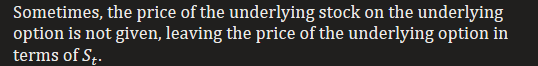 Sometimes, the price of the underlying stock on the underlying
option is not given, leaving the price of the underlying option in
terms of Sₜ.